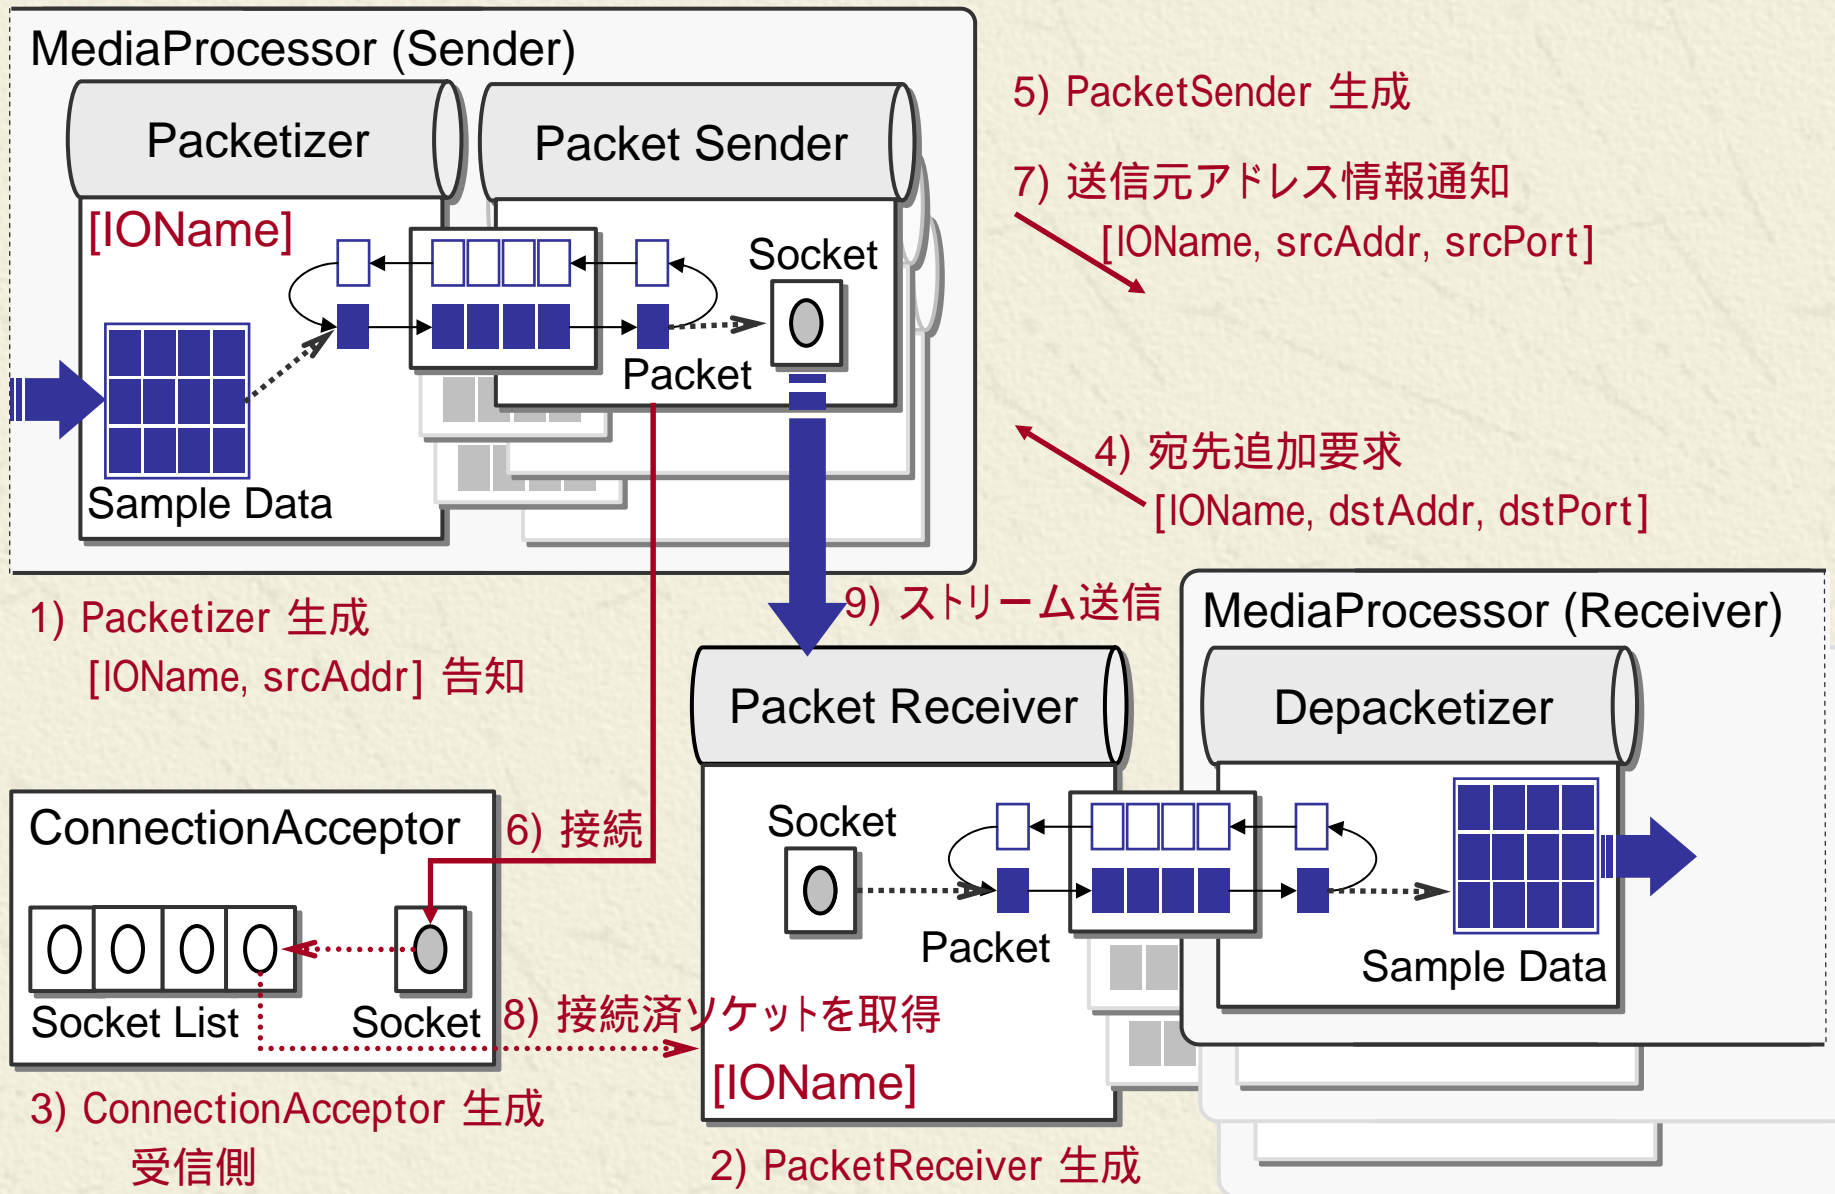 MediaProcessor (Sender)
Packetizer
Packet Sender
[IOName]
Socket
Packet
Sample Data
5) PacketSender 生成
7) 送信元アドレス情報通知
[IOName, srcAddr, srcPort]
4) 宛先追加要求
[IOName, dstAddr, dstPort]
1) Packetizer 生成
[IOName, srcAddr] 告知
9) ストリーム送信
MediaProcessor (Receiver)
Packet Receiver
Depacketizer
ConnectionAcceptor
6) 接続
Socket
Packet
Sample Data
Socket List
Socket
8) 接続済ソケットを取得
[IOName]
3) ConnectionAcceptor 生成
受信側
2) PacketReceiver 生成